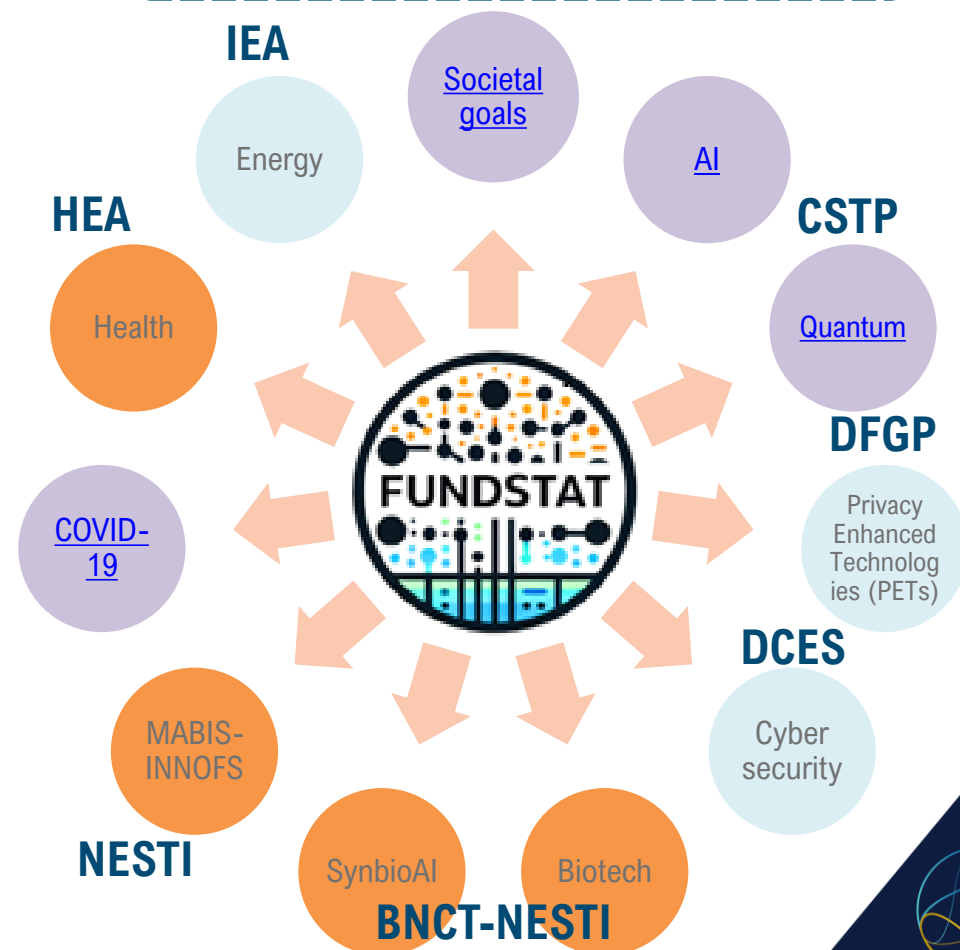 IEA
Societal
goals
Energy
AI
HEA
CSTP
Health
Quantum
DFGP
FUNDSTAT
Privacy
Enhanced
Technolog
ies (PETs)
COVID-
19
DCES
MABIS-
INNOFS
Cyber
security
NESTI
SynbioAI
Biotech
BNCT-NESTI